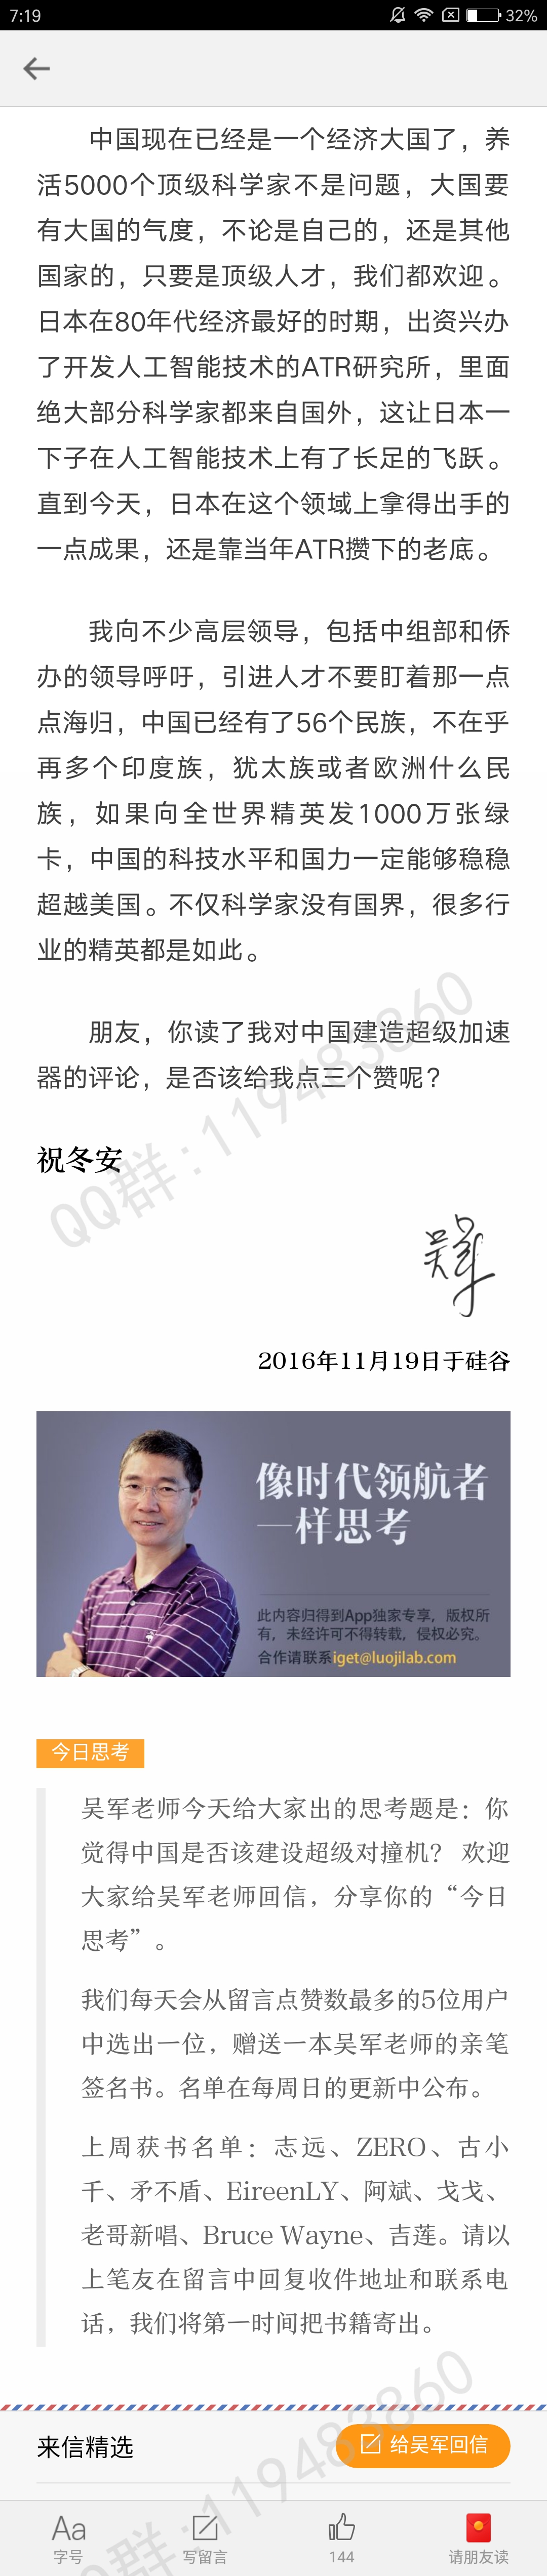 7:19
32%
中国现在已经是一个经济大国了，养
活5000个顶级科学家不是问题，大国要
有大国的气度，不论是自己的，还是其他
国家的，只要是顶级人才，我们都欢迎。
日本在80年代经济最好的时期，出资兴办
了开发人工智能技术的ATR研究所，里面
绝大部分科学家都来自国外，这让日本一
下子在人工智能技术上有了长足的飞跃。
直到今天，日本在这个领域上拿得出手的
一点成果，还是靠当年ATR攒下的老底。
我向不少高层领导，包括中组部和侨
办的领导呼吁，引进人才不要盯着那一点
点海归，中国已经有了56个民族，不在乎
再多个印度族，犹太族或者欧洲什么民
族，如果向全世界精英发1000万张绿
卡，中国的科技水平和国力一定能够稳稳
超越美国。不仅科学家没有国界，很多行
业的精英都是如此。
朋友，你读了我对中国建造超级加速
器的评论，是否该给我点三个赞呢？
QQ群:119483860
祝冬安
吴军
2016年11月19日于硅谷
像时代领航者
一样思考
此内容归得到App独家专享，版权所
有，未经许可不得转载，侵权必究。
合作请联系iget@luojilab.com
今日思考
吴军老师今天给大家出的思考题是：你
觉得中国是否该建设超级对撞机？ 欢迎
大家给吴军老师回信，分享你的“今日
思考”。
我们每天会从留言点赞数最多的5位用户
中选出一位，赠送一本吴军老师的亲笔
签名书。名单在每周日的更新中公布。
上周获书名单：志远、ZERO、古小
千、矛不盾、EireenLY、阿斌、戈戈、
老哥新唱、Bruce Wayne、吉莲。请以
上笔友在留言中回复收件地址和联系电
话，我们将第一时间把书籍寄出。
来信精选
给吴军回信
QQ群:119483860
Aa
字号
写留言
144
请朋友读